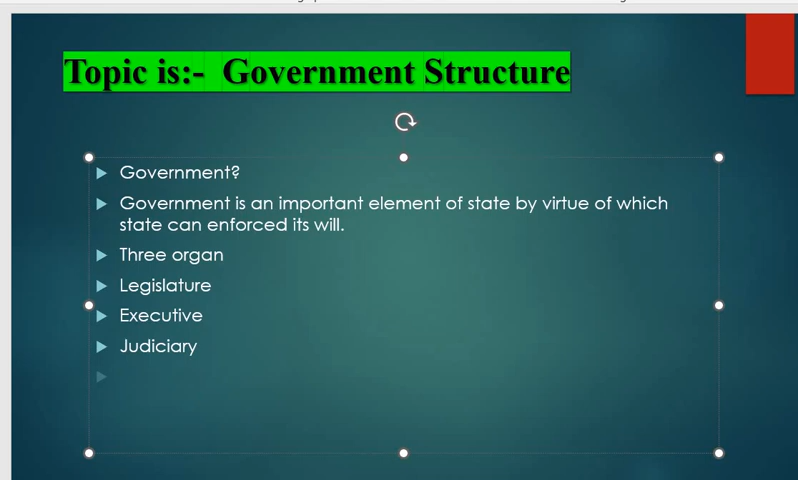 Topic is:-  Government Structure
Government?
Government is an important element of state by virtue of which
state can enforced its will.
Three organ
Legislature
Executive
Judiciary